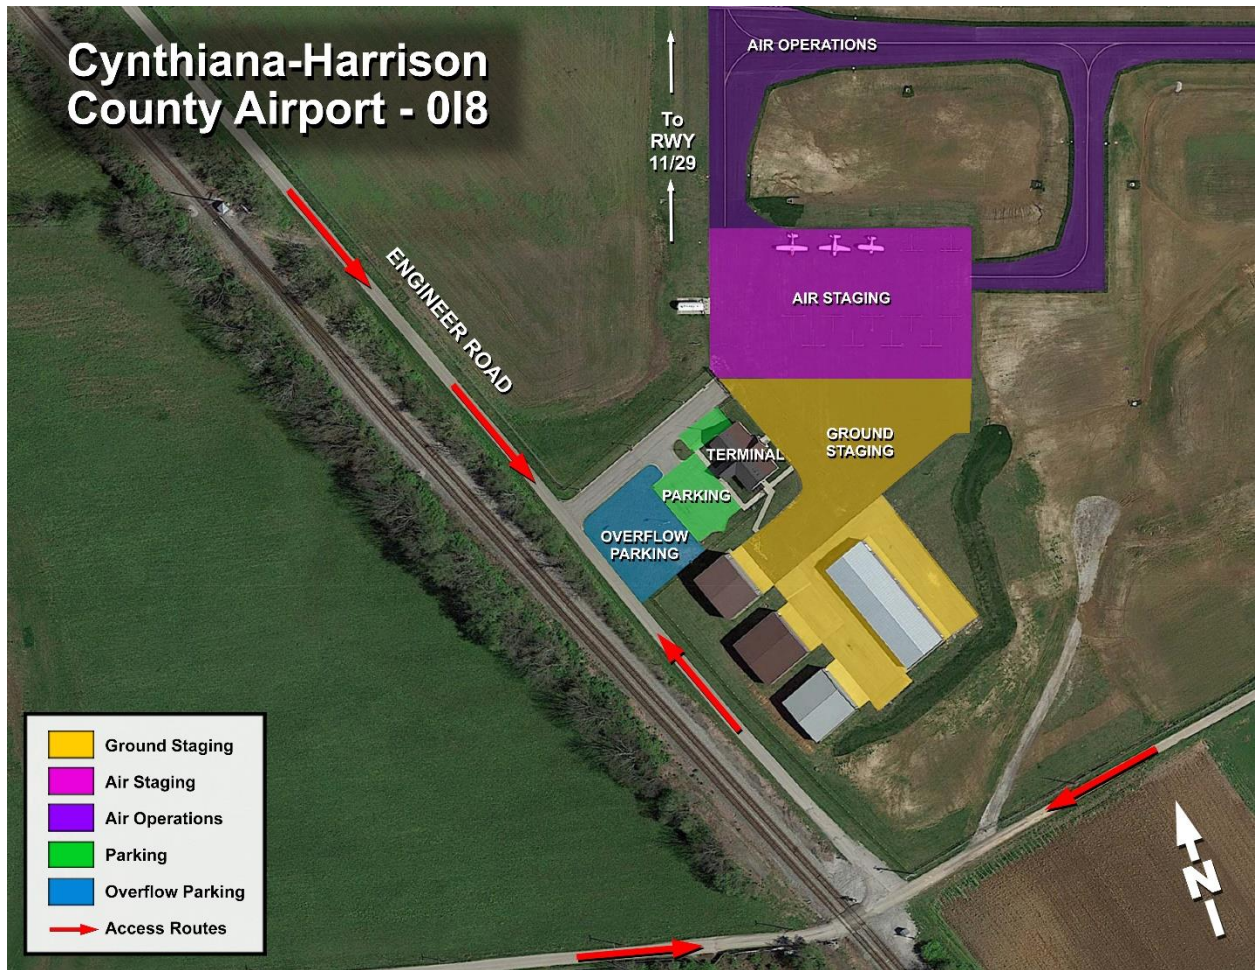 Cynthiana-Harrison
County Airport - 0I8
AIR OPERATIONS
To
RWY
11/29
ENGINEER ROAD
AIR STAGING
GROUND
STAGING
TERMINAL
PARKING
OVERFLOW
PARKING
Ground Staging
Air Staging
Air Operations
Parking
Overflow Parking
Access Routes
N